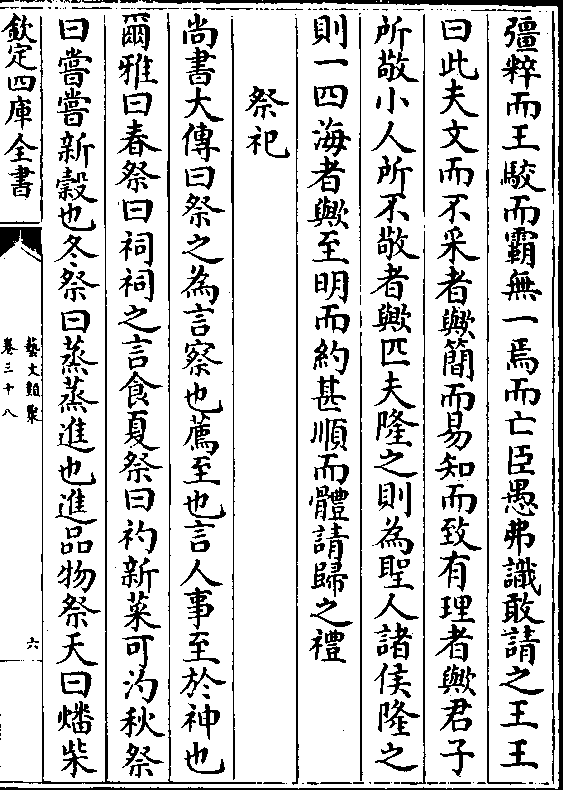 彊粹而王駮而霸無一焉而亡臣愚弗識敢請之王王
曰此夫文而不采者歟簡而易知而致有理者歟君子
所敬小人所不敬者歟匹夫隆之則為聖人諸侯隆之
則一四海者歟至明而約甚順而體請歸之禮
祭祀
尚書大傳曰祭之為言察也薦至也言人事至於神也
爾雅曰春祭曰祠祠之言食夏祭曰礿新菜可汋秋祭
曰嘗嘗新榖也冬祭曰蒸蒸進也進品物祭天曰燔柴
欽定四庫全書
藝文類聚
卷三十八
六